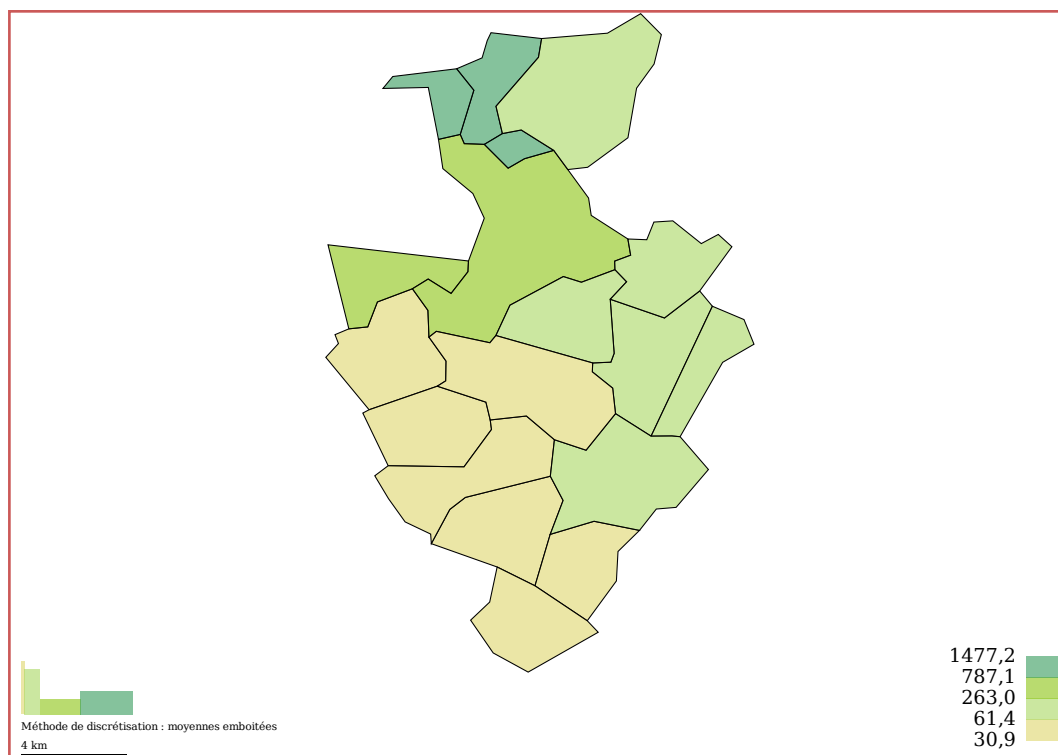 1477,2
787,1
263,0
61,4
30,9
Méthode de discrétisation : moyennes emboitées
4 km